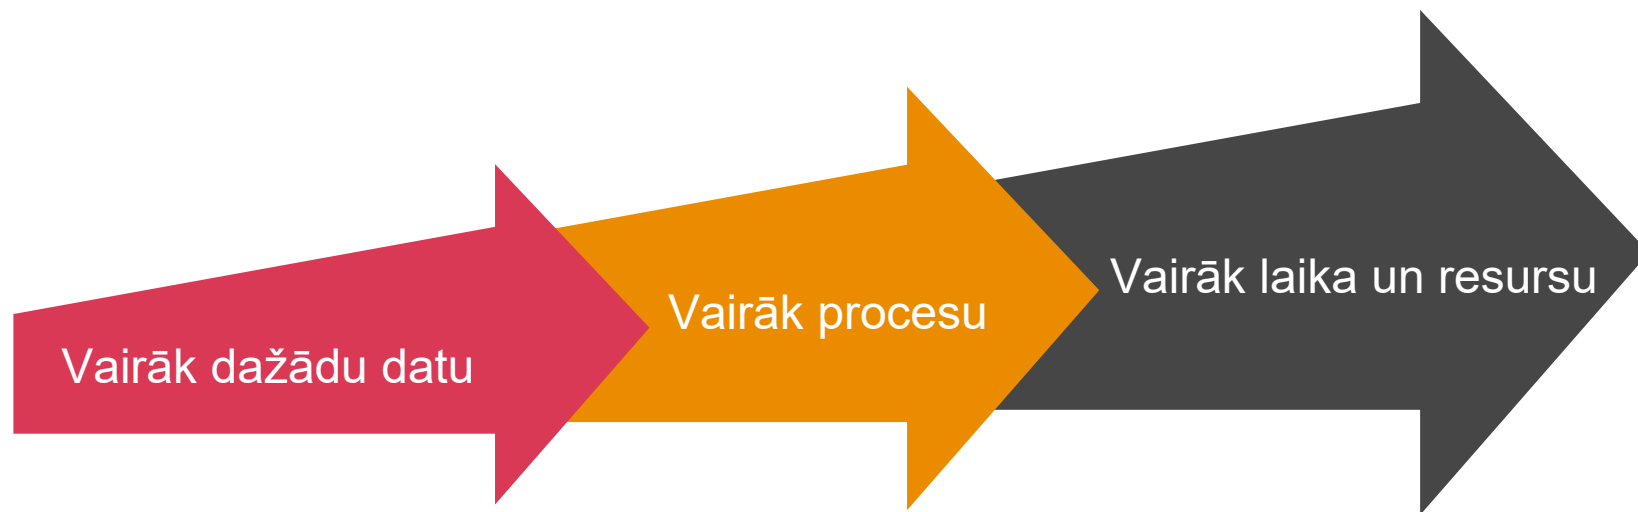 Vairāk dažādu datu
Vairāk procesu
Vairāk laika un resursu